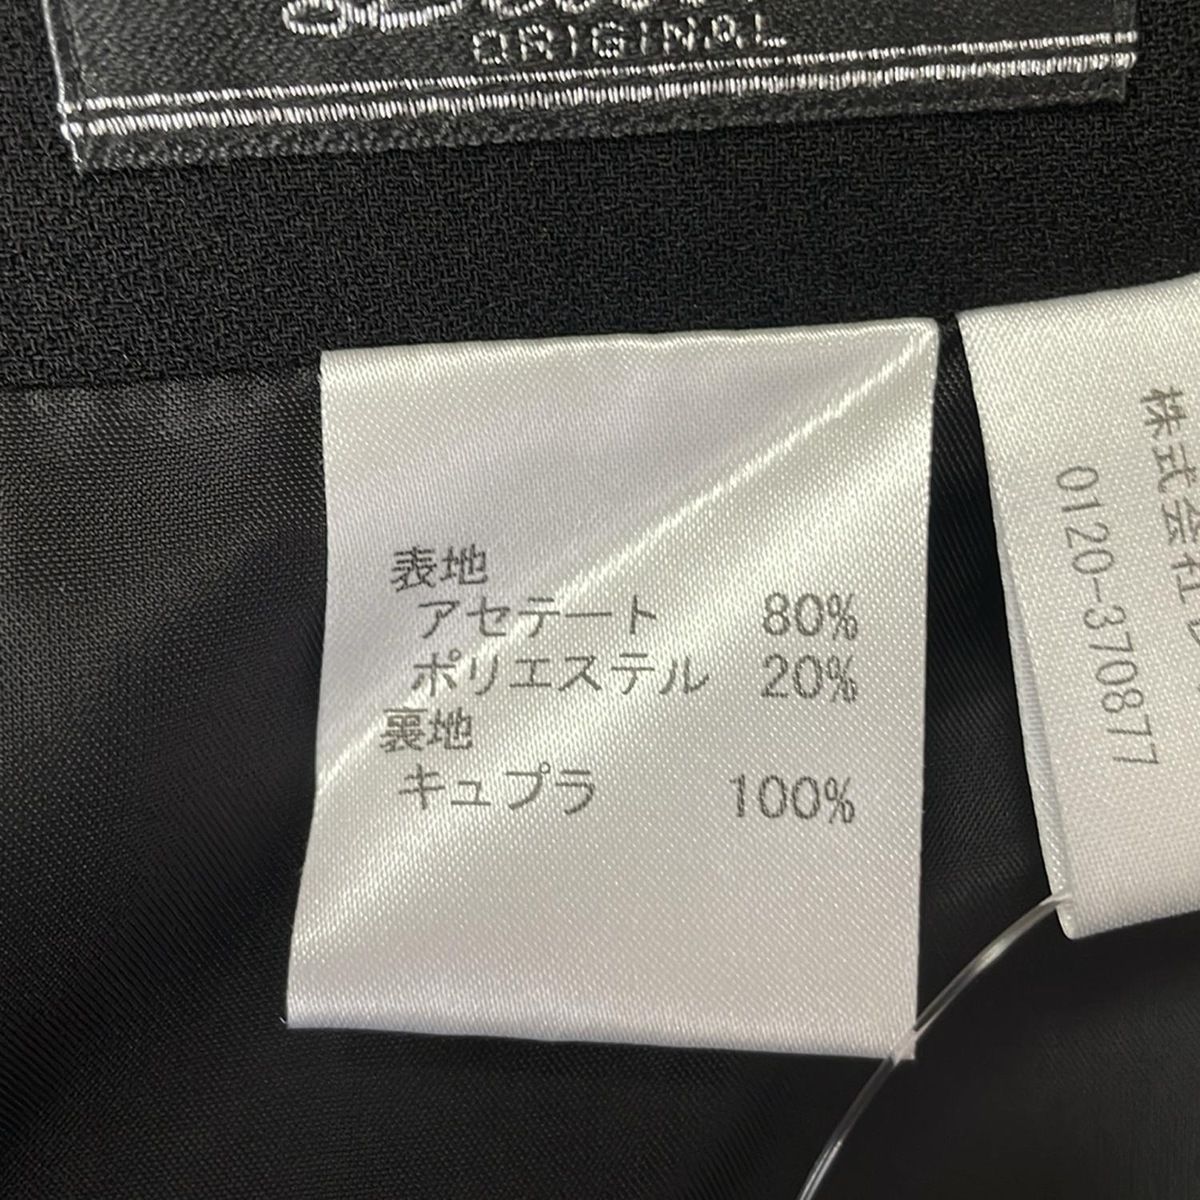 ORIGINAL
表地
アセテート 80%
ポリエステル 20%
裏地
キュプラ 100%
株式会社
0120-370877